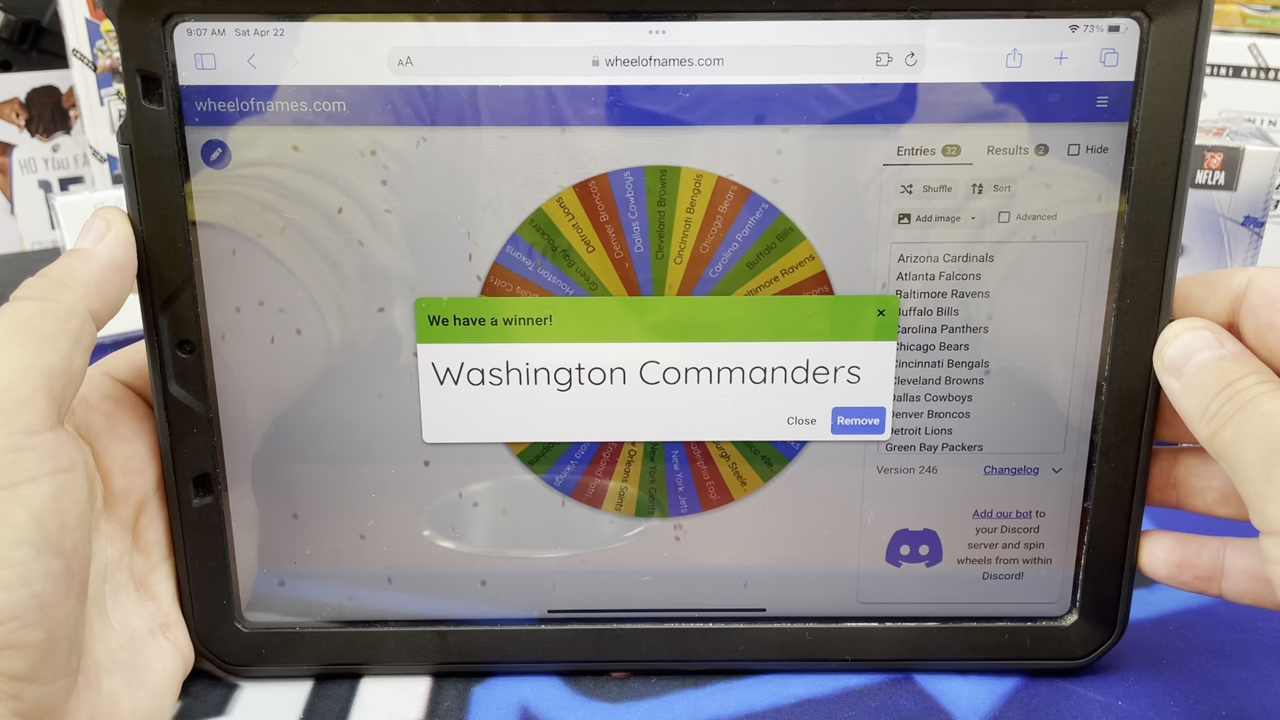 9:07 AM Sat Apr 22
73%
AA
wheelofnames.com
wheelofnames.com
Entries 32
Results 2
Hide
Shuffle
Sort
Add image
Advanced
Arizona Cardinals
Atlanta Falcons
Baltimore Ravens
Buffalo Bills
Carolina Panthers
Chicago Bears
Cincinnati Bengals
Cleveland Browns
Dallas Cowboys
Denver Broncos
Detroit Lions
Green Bay Packers
Version 246
Changelog
Add our bot to
your Discord
server and spin
wheels from within
Discord!
We have a winner!
Washington Commanders
Close
Remove
Houston Texans
Green Bay Packers
Detroit Lions
Denver Broncos
Dallas Cowboys
Cleveland Browns
Cincinnati Bengals
Chicago Bears
Carolina Panthers
Buffalo Bills
New York Giants
New York Jets
NFLPA